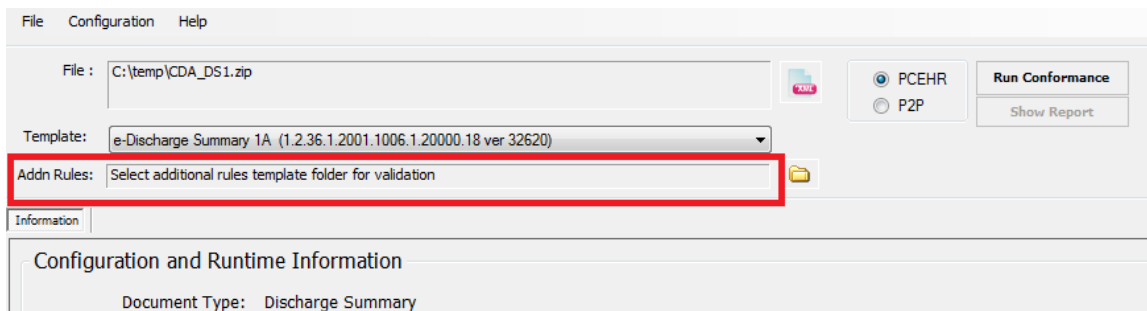 File Configuration Help
File : C:\temp\CDA_DS1.zip
XML
PCEHR
Run Conformance
P2P
Show Report
Template: e-Discharge Summary 1A (1.2.36.1.2001.1006.1.20000.18 ver 32620)
Addn Rules: Select additional rules template folder for validation
Information
Configuration and Runtime Information
Document Type: Discharge Summary